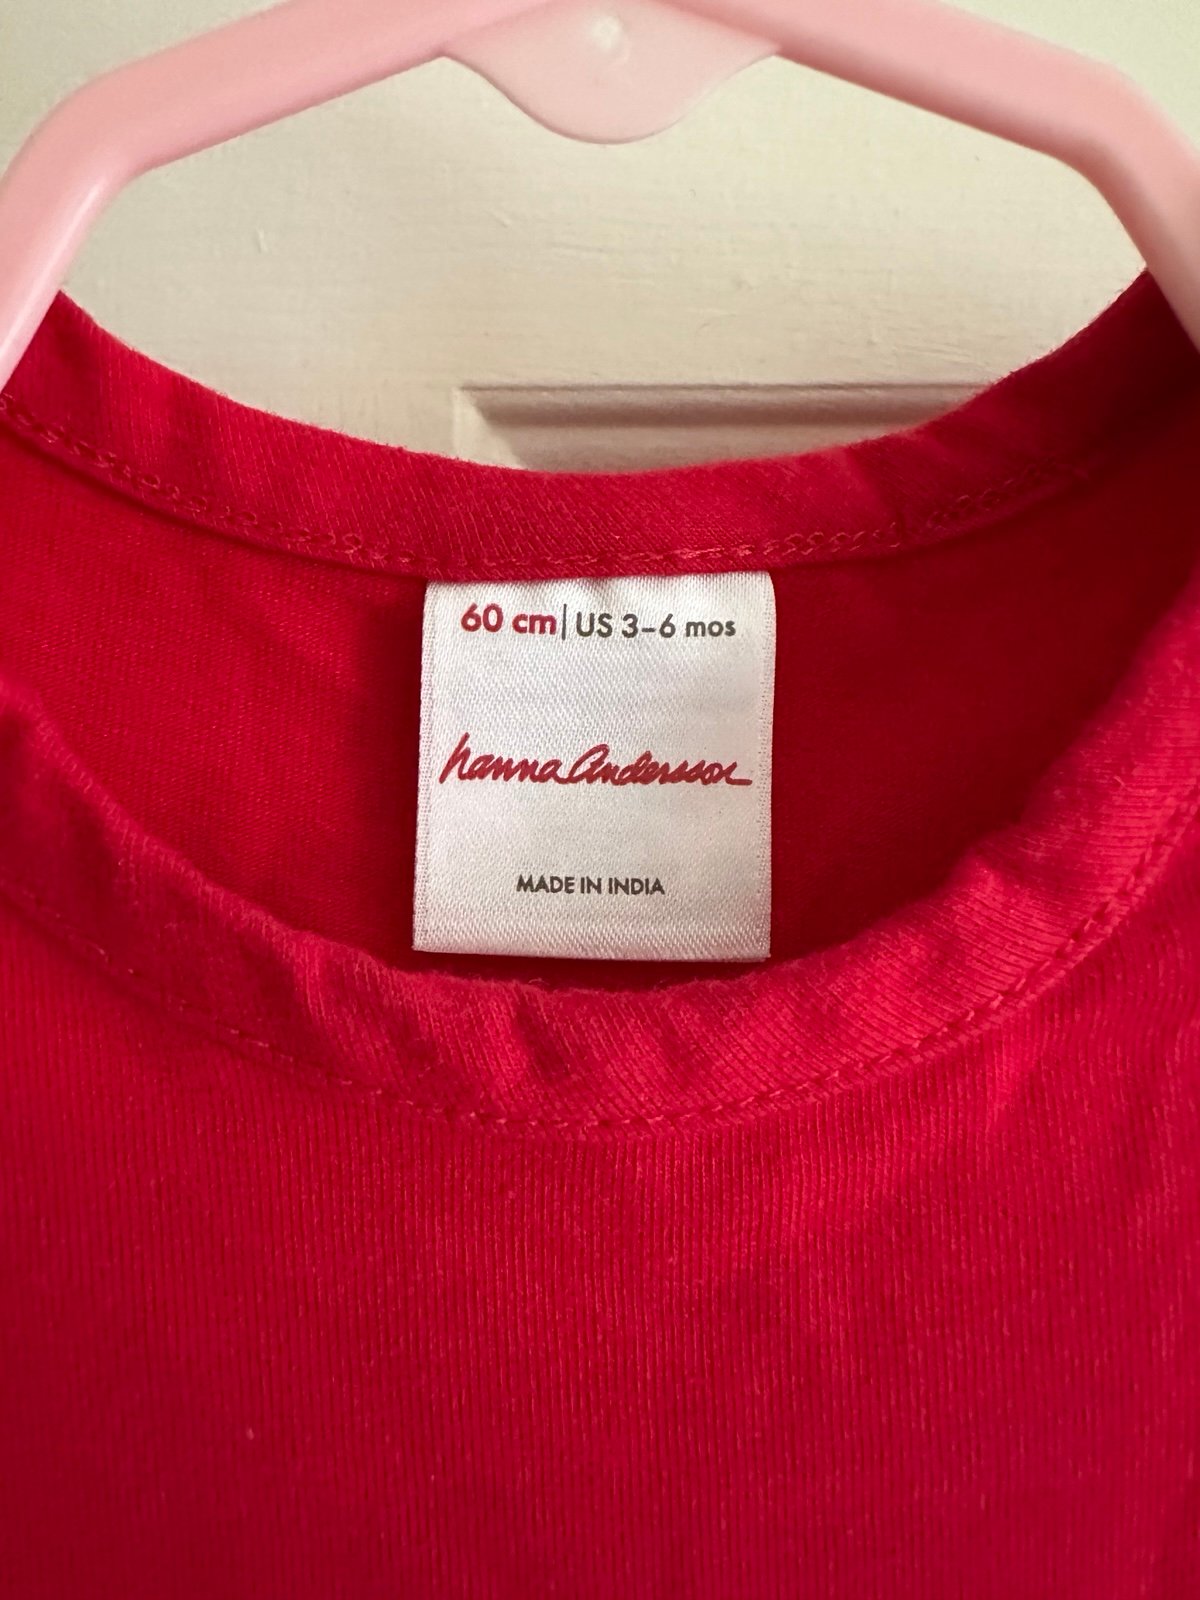 60 cm | US 3-6 mos
hanna Andersson
MADE IN INDIA